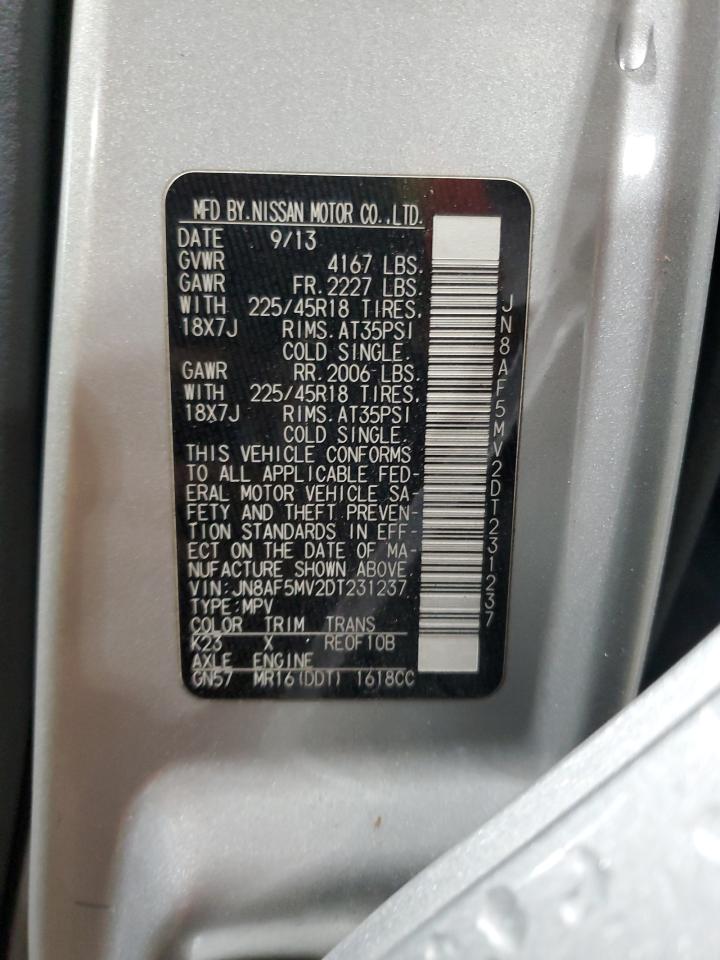 MFD BY.NISSAN MOTOR CO.,LTD.
DATE 9/13
GVWR 4167 LBS.
GAWR FR. 2227 LBS.
WITH 225/45R18 TIRES.
18X7J RIMS. AT35PSI
COLD SINGLE.
GAWR RR. 2006 LBS.
WITH 225/45R18 TIRES.
18X7J RIMS. AT35PSI
COLD SINGLE.
THIS VEHICLE CONFORMS
TO ALL APPLICABLE FED-
ERAL MOTOR VEHICLE SA-
FETY AND THEFT PREVEN-
TION STANDARDS IN EFF-
ECT ON THE DATE OF MA-
NUFACTURE SHOWN ABOVE.
VIN:JN8AF5MV2DT231237
TYPE:MPV
COLOR TRIM TRANS
K23 X RE0F10B
AXLE ENGINE
GN57 MR16(DDT) 1618CC
JN8AF5MV2DT231237